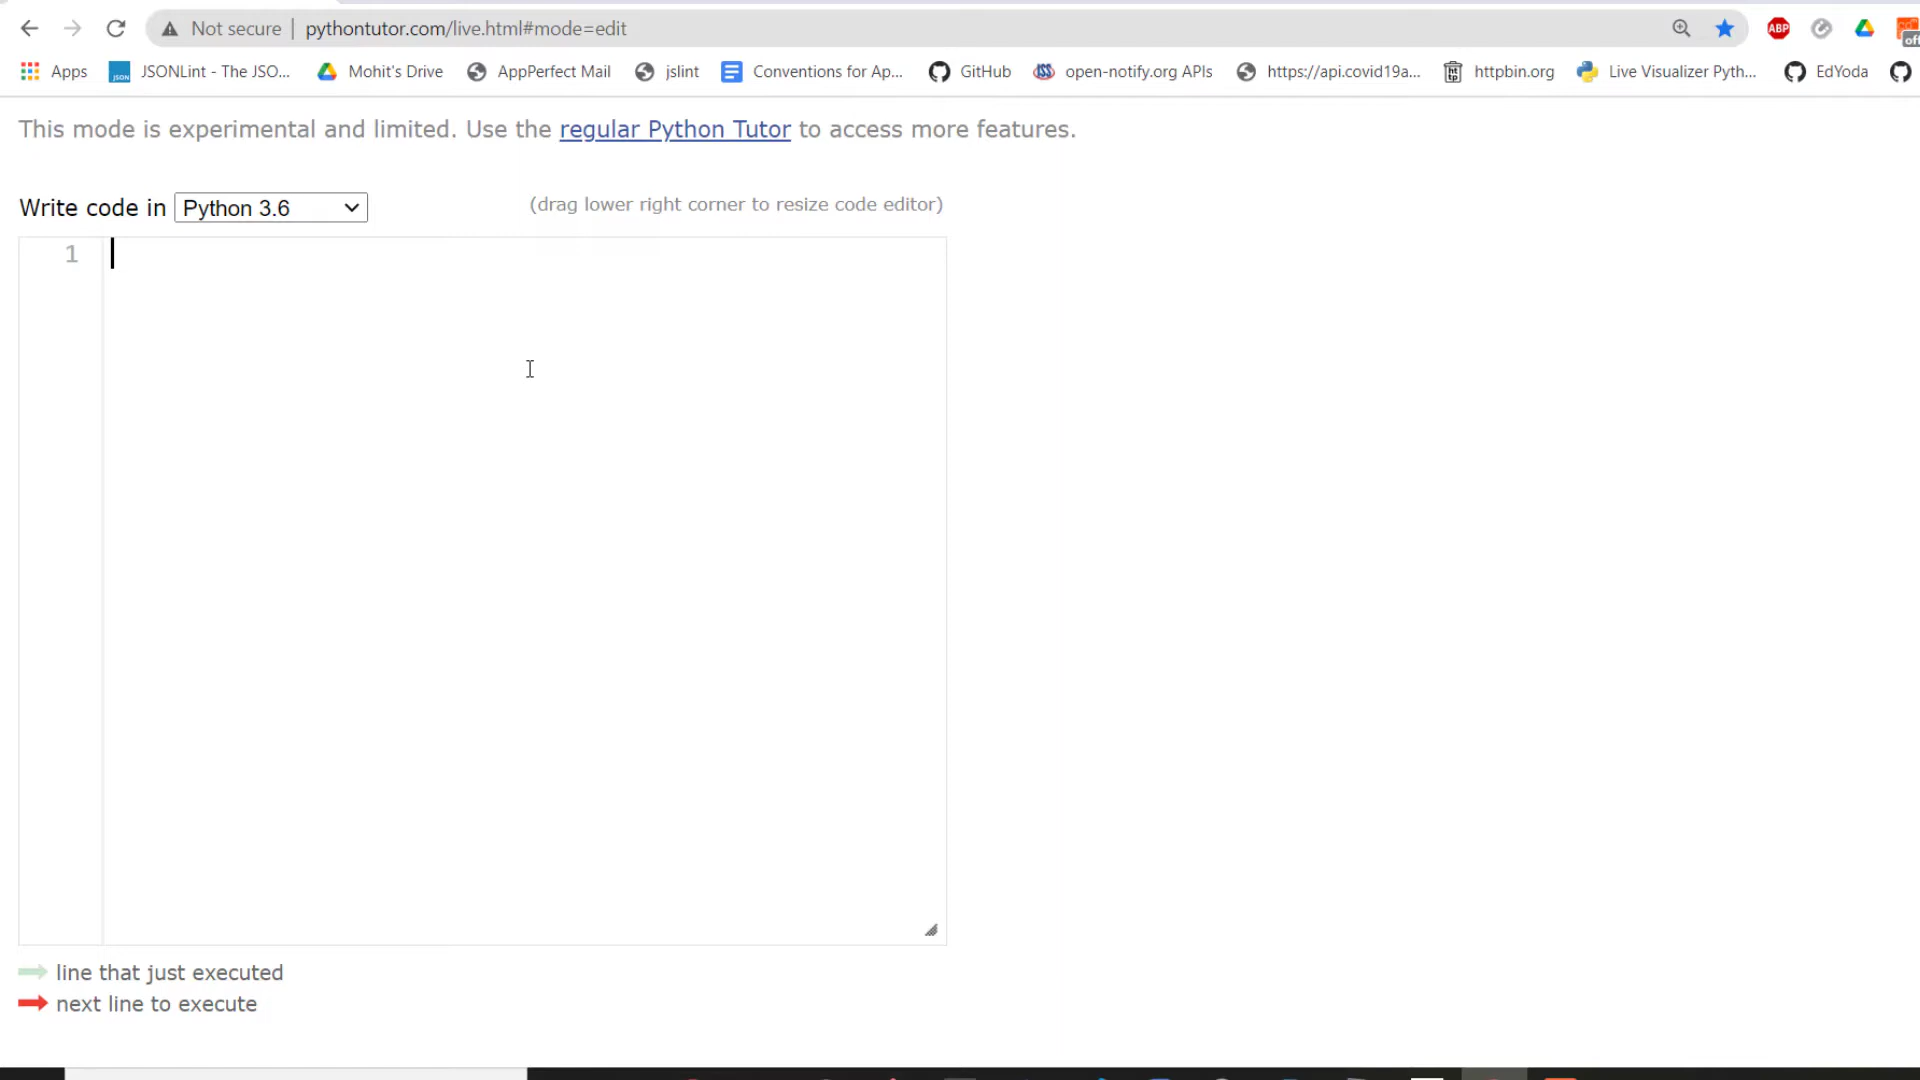 Not secure | pythontutor.com/live.html#mode=edit
ABP
off
Apps JSON JSONLint - The JSO... Mohit's Drive AppPerfect Mail jslint Conventions for Ap... GitHub open-notify.org APIs https://api.covid19a... httpbin.org Live Visualizer Pyth... EdYoda
This mode is experimental and limited. Use the regular Python Tutor to access more features.
Write code in Python 3.6 (drag lower right corner to resize code editor)
1
line that just executed
next line to execute